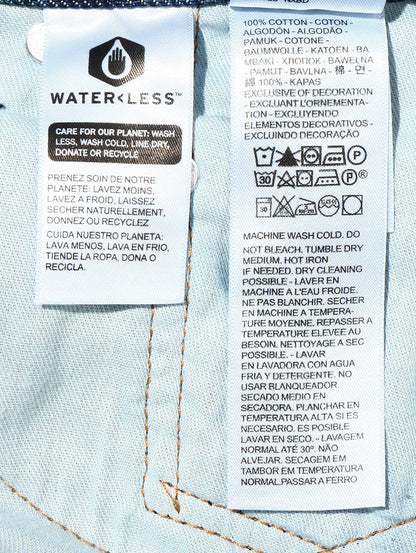 WATER<LESS™
CARE FOR OUR PLANET: WASH
LESS, WASH COLD, LINE DRY,
DONATE OR RECYCLE
PRENEZ SOIN DE NOTRE
PLANETE: LAVEZ MOINS,
LAVEZ A FROID, LAISSEZ
SECHER NATURELLEMENT,
DONNEZ OU RECYCLEZ
CUIDA NUESTRO PLANETA:
LAVA MENOS, LAVA EN FRIO,
TIENDE LA ROPA, DONA O
RECICLA.
100% COTTON - COTON -
ALGODÓN - ALGODÃO -
PAMUK - COTONE -
BAUMWOLLE - KATOEN - BA
MBAKI - ХЛОПОК - BAWEŁNA
- PAMUT - BAVLNA - 棉 - 면 -
綿 100% - KAPAS
EXCLUSIVE OF DECORATION
- EXCLUANT L'ORNEMENTA-
TION - EXCLUYENDO
ELEMENTOS DECORATIVOS -
EXCLUINDO DECORAÇÃO
P
30 P ®
MACHINE WASH COLD. DO
NOT BLEACH. TUMBLE DRY
MEDIUM. HOT IRON
IF NEEDED. DRY CLEANING
POSSIBLE - LAVER EN
MACHINE A L'EAU FROIDE.
NE PAS BLANCHIR. SECHER
EN MACHINE A TEMPERA-
TURE MOYENNE. REPASSER A
TEMPERATURE ELEVEE AU
BESOIN. NETTOYAGE A SEC
POSSIBLE. - LAVAR
EN LAVADORA CON AGUA
FRIA Y DETERGENTE. NO
USAR BLANQUEADOR.
SECADO MEDIO EN
SECADORA. PLANCHAR EN
TEMPERATURA ALTA SI ES
NECESARIO. ES POSIBLE
LAVAR EN SECO. - LAVAGEM
NORMAL ATÉ 30°. NÃO
ALVEJAR. SECAGEM EM
TAMBOR EM TEMPERATURA
NORMAL.PASSAR A FERRO